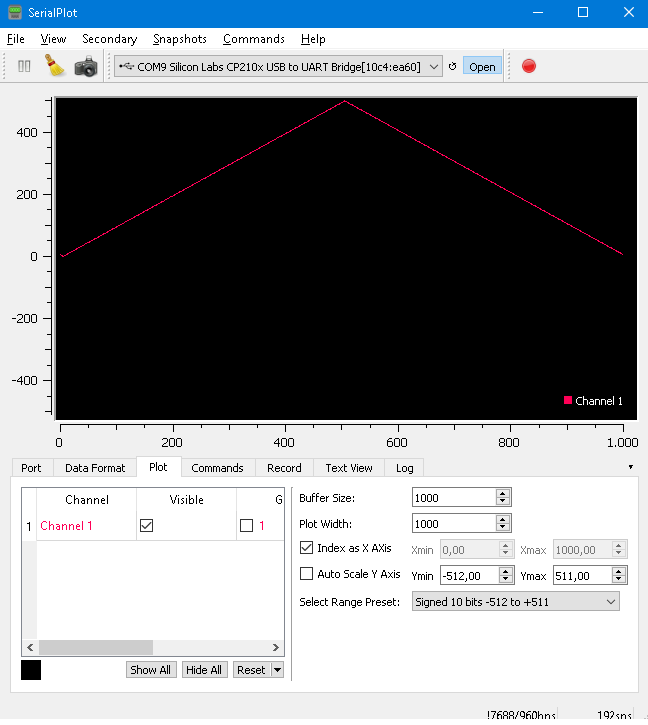 SerialPlot
File View Secondary Snapshots Commands Help
COM9 Silicon Labs CP210x USB to UART Bridge[10c4:ea60] Open
400
200
0
-200
-400
Channel 1
0 200 400 600 800 1.000
Port Data Format Plot Commands Record Text View Log
Channel Visible G
1 Channel 1 1
Show All Hide All Reset
Buffer Size: 1000
Plot Width: 1000
Index as X AXis Xmin 0,00 Xmax 1000,00
Auto Scale Y Axis Ymin -512,00 Ymax 511,00
Select Range Preset: Signed 10 bits -512 to +511
192sps